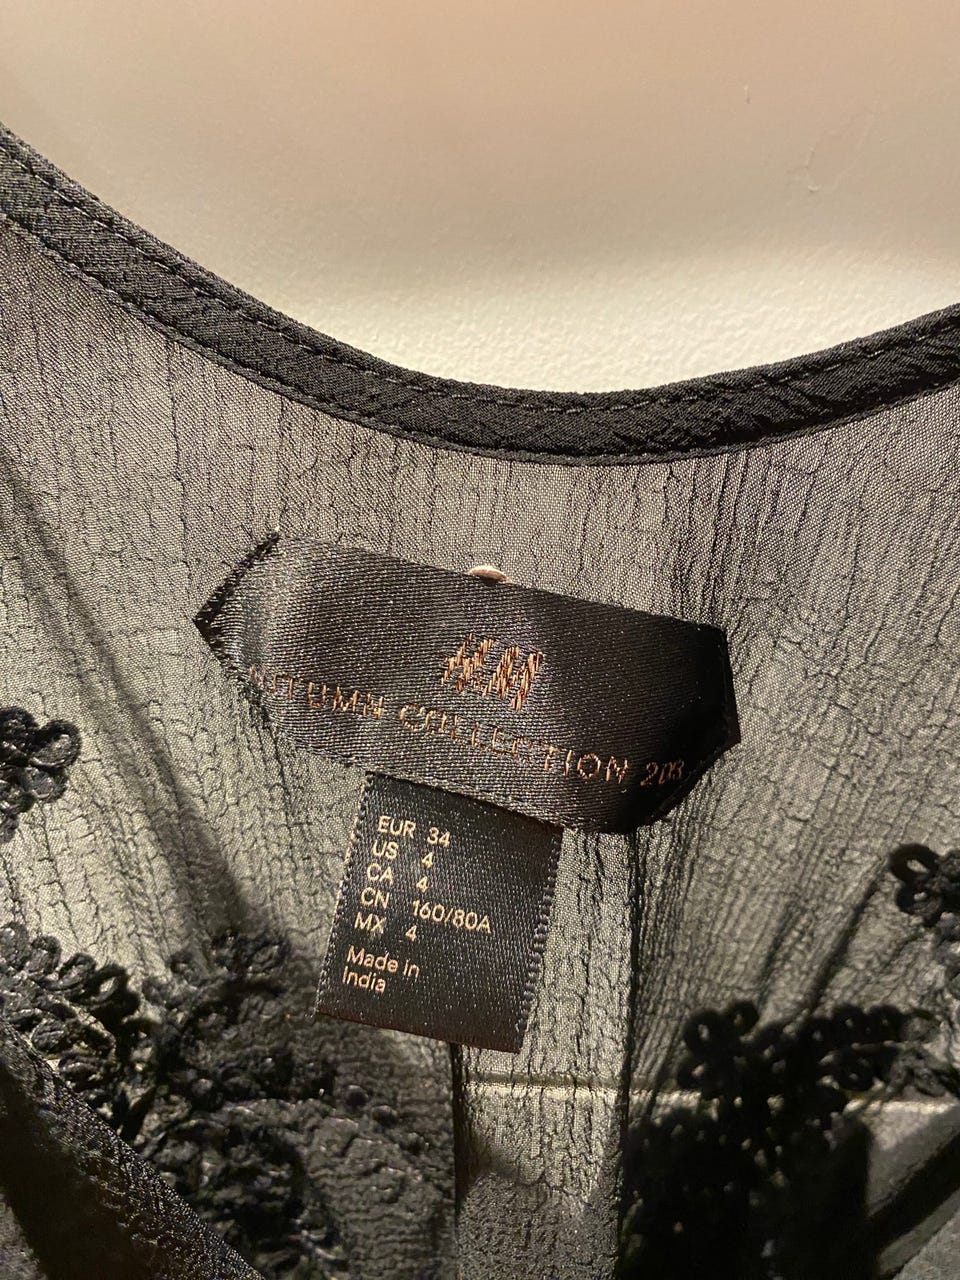 H&M
AUTUMN COLLECTION
EUR 34
US 4
CA 4
CN 160/80A
MX 4
Made in
India